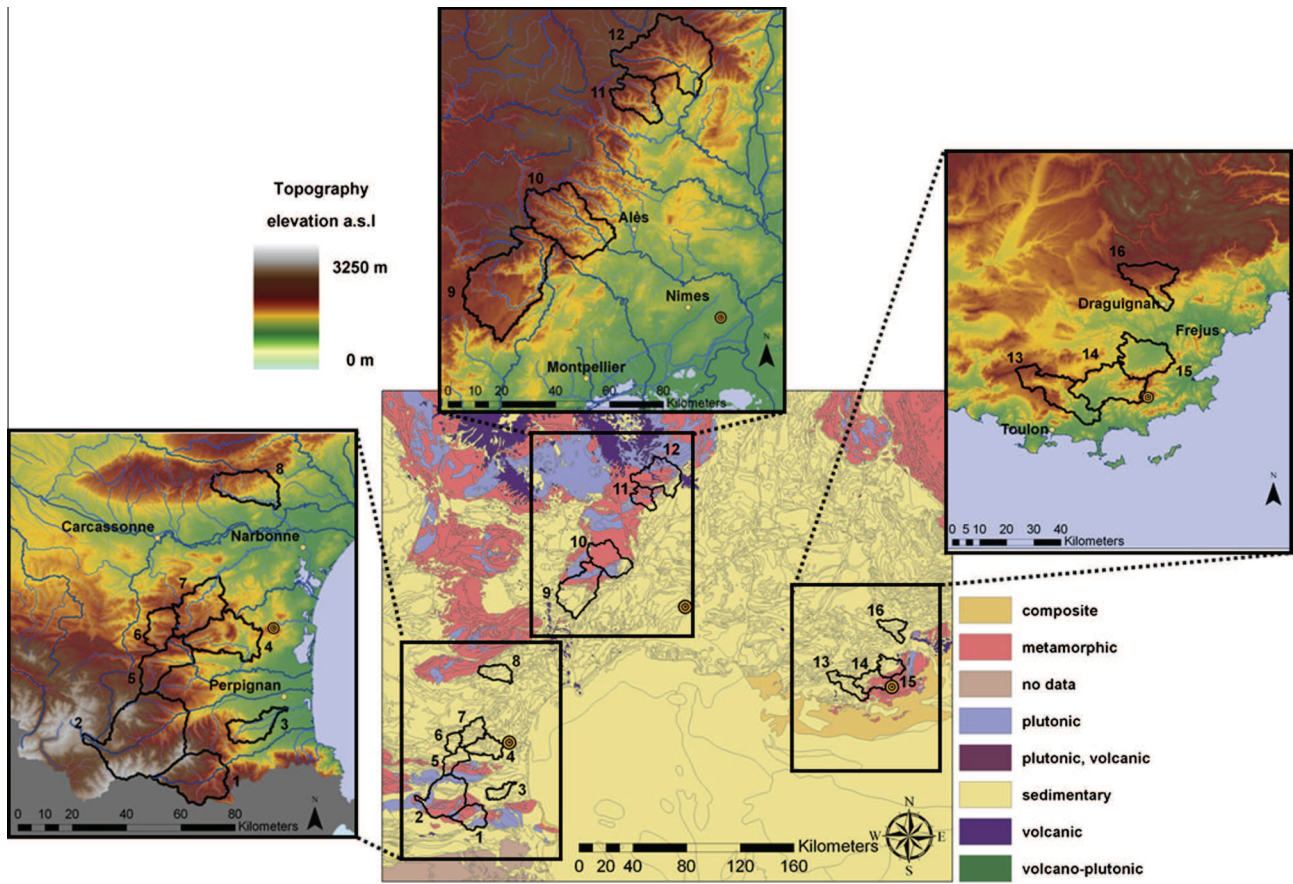 Topography
elevation a.s.l
3250 m
0 m
12
11
10
Alès
9
Nimes
Montpellier
N
0 10 20 40 60 80
Kilometers
16
Draguignan
Frejus
13
14
15
Toulon
N
0 5 10 20 30 40
Kilometers
8
Carcassonne
Narbonne
7
6
4
5
Perpignan
2
3
1
N
0 10 20 40 60 80
Kilometers
12
11
10
9
16
13 14
15
8
7
6
4
5
3
2
1
N
W E
S
Kilometers
0 20 40 80 120 160
composite
metamorphic
no data
plutonic
plutonic, volcanic
sedimentary
volcanic
volcano-plutonic